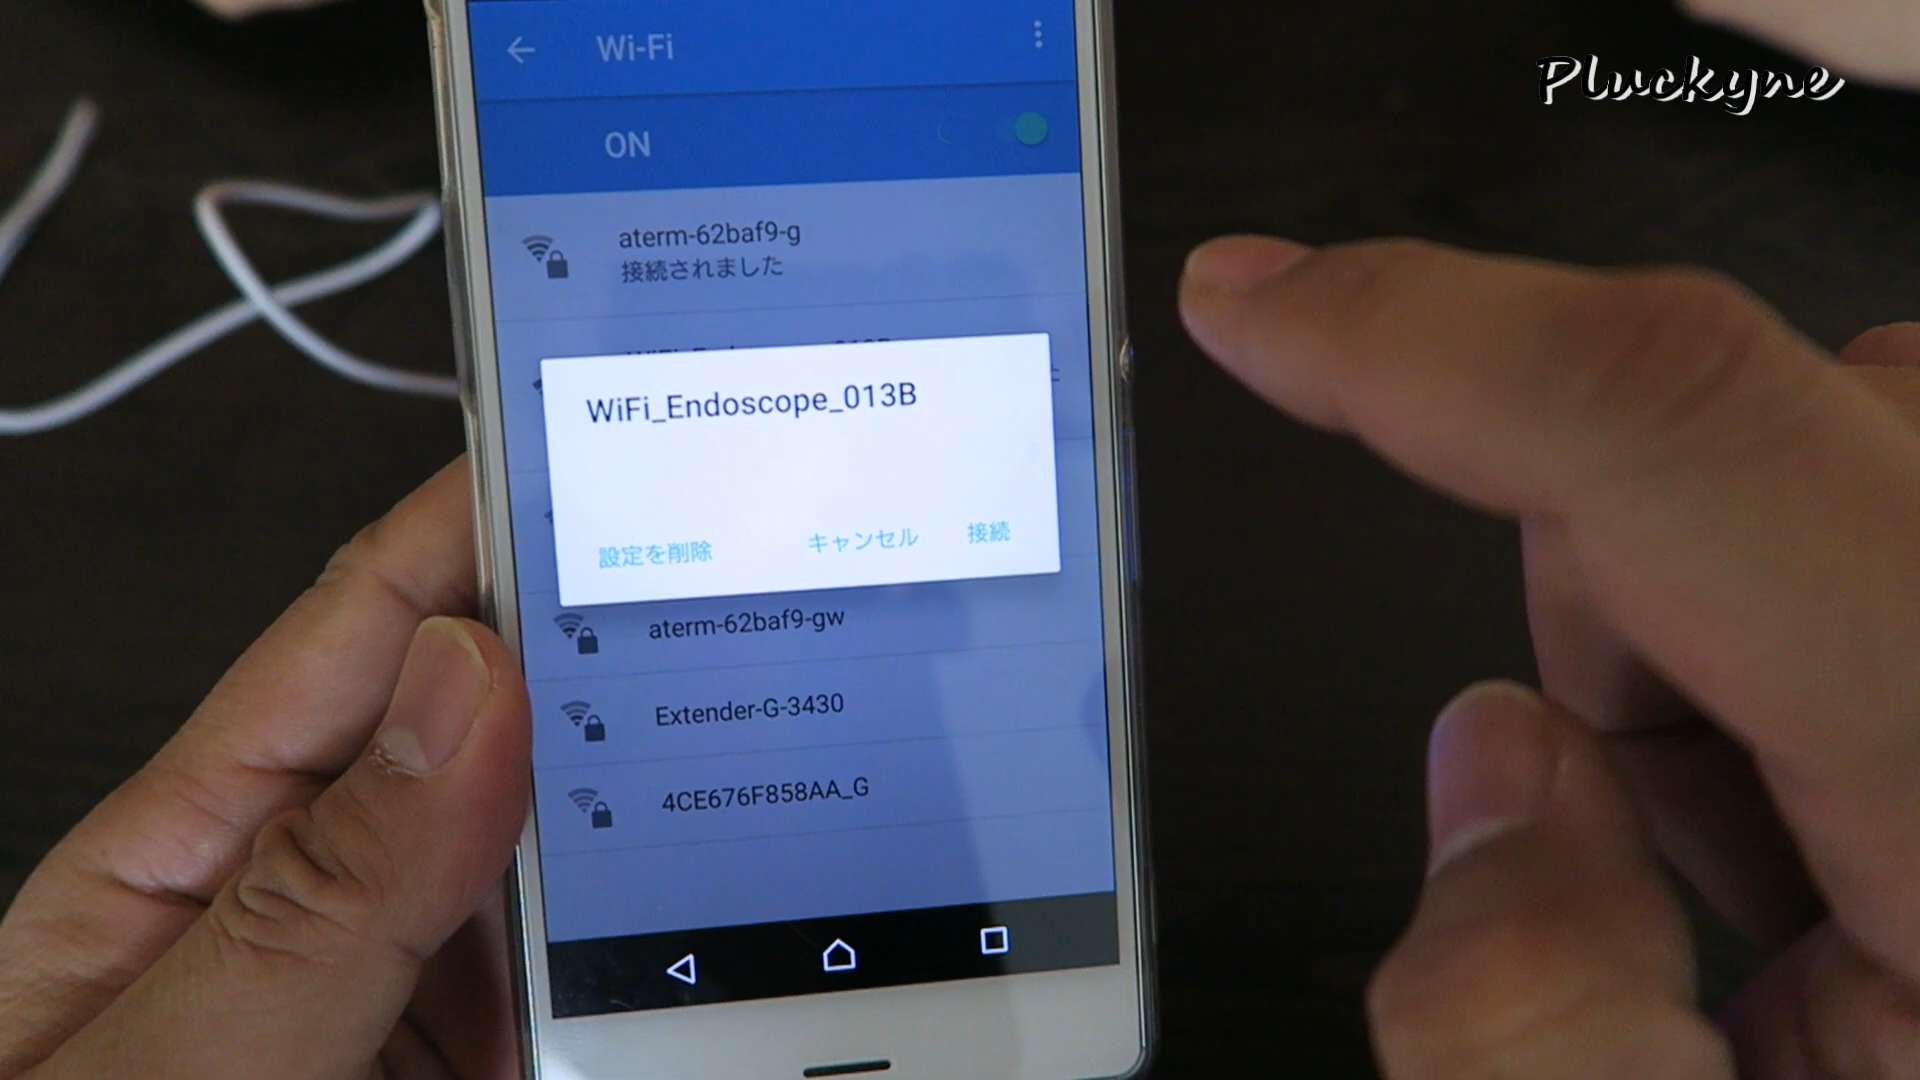 Pluckyne
Wi-Fi
ON
aterm-62baf9-g
接続されました
WiFi_Endoscope_013B
設定を削除
キャンセル
接続
aterm-62baf9-gw
Extender-G-3430
4CE676F858AA_G